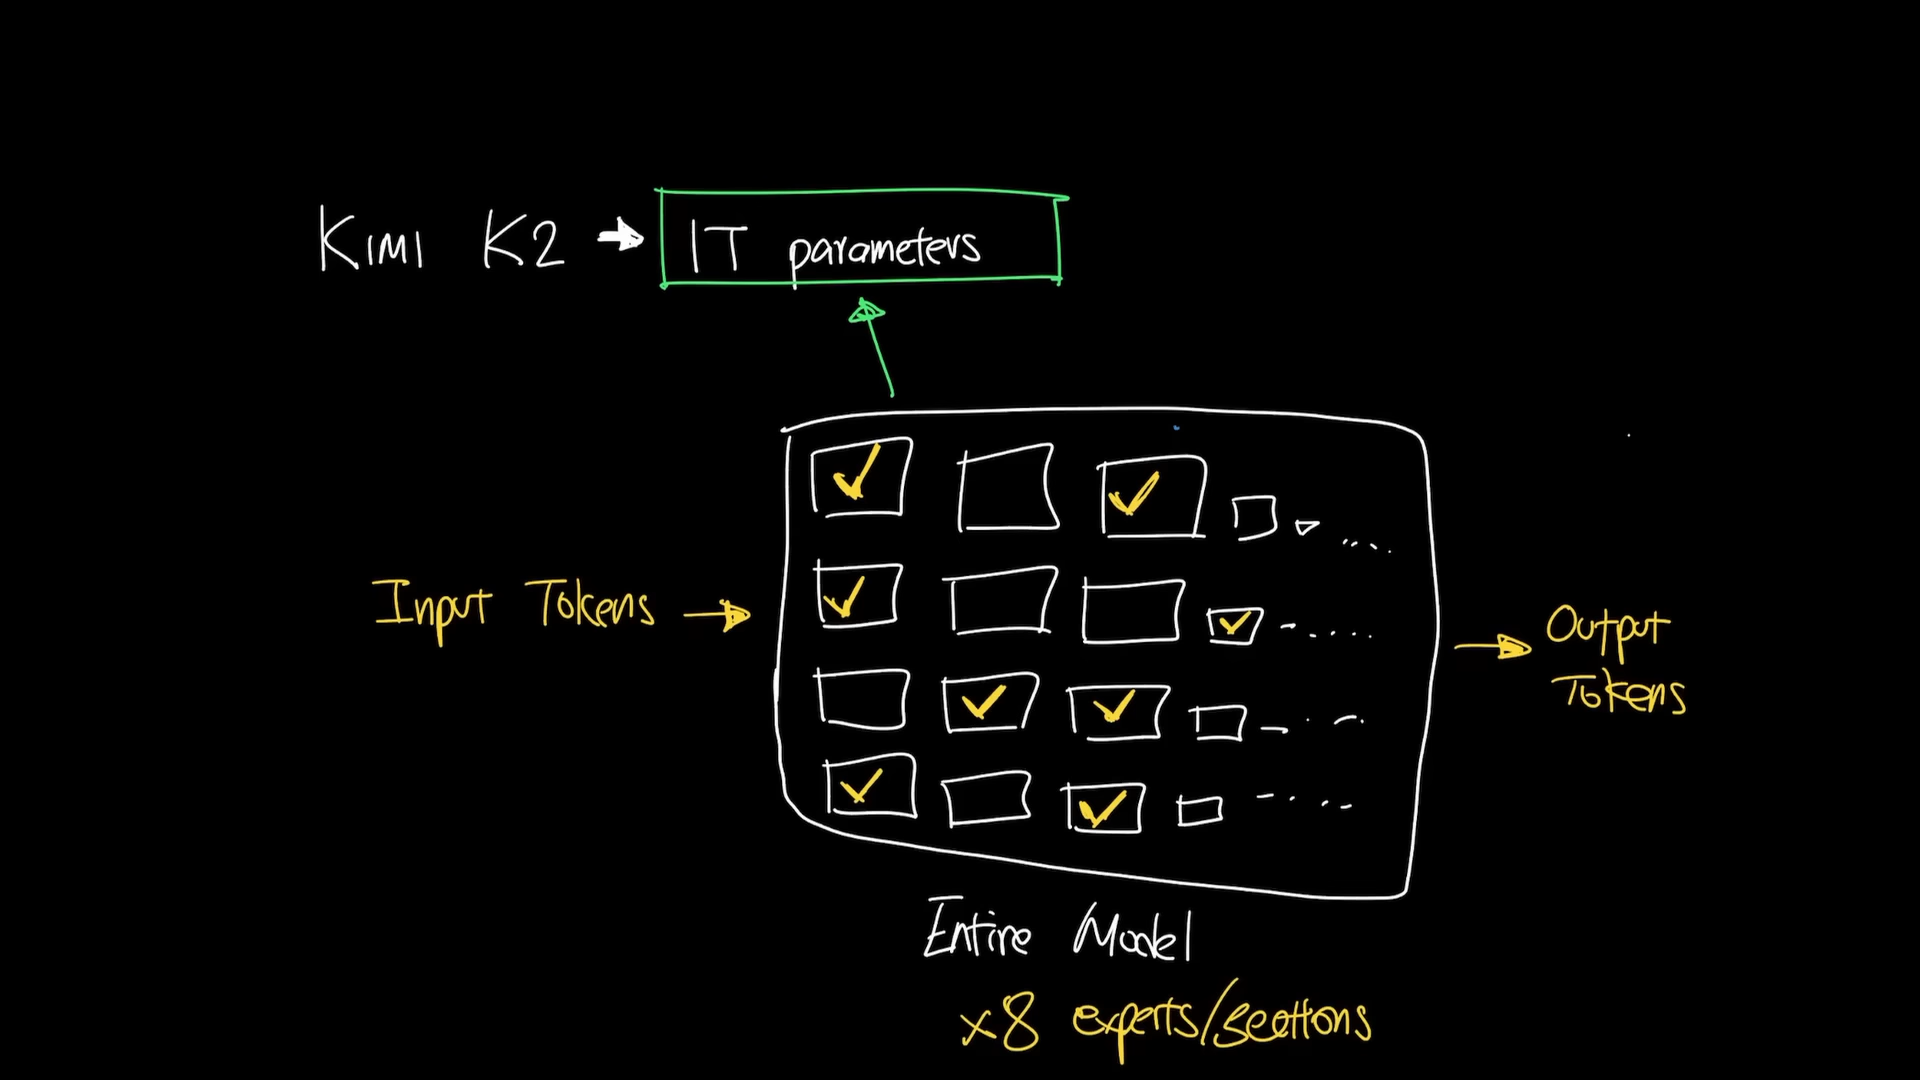 KIMI K2 → 1T parameters
Input Tokens →
→ Output
Tokens
Entire Model
x8 experts/sections